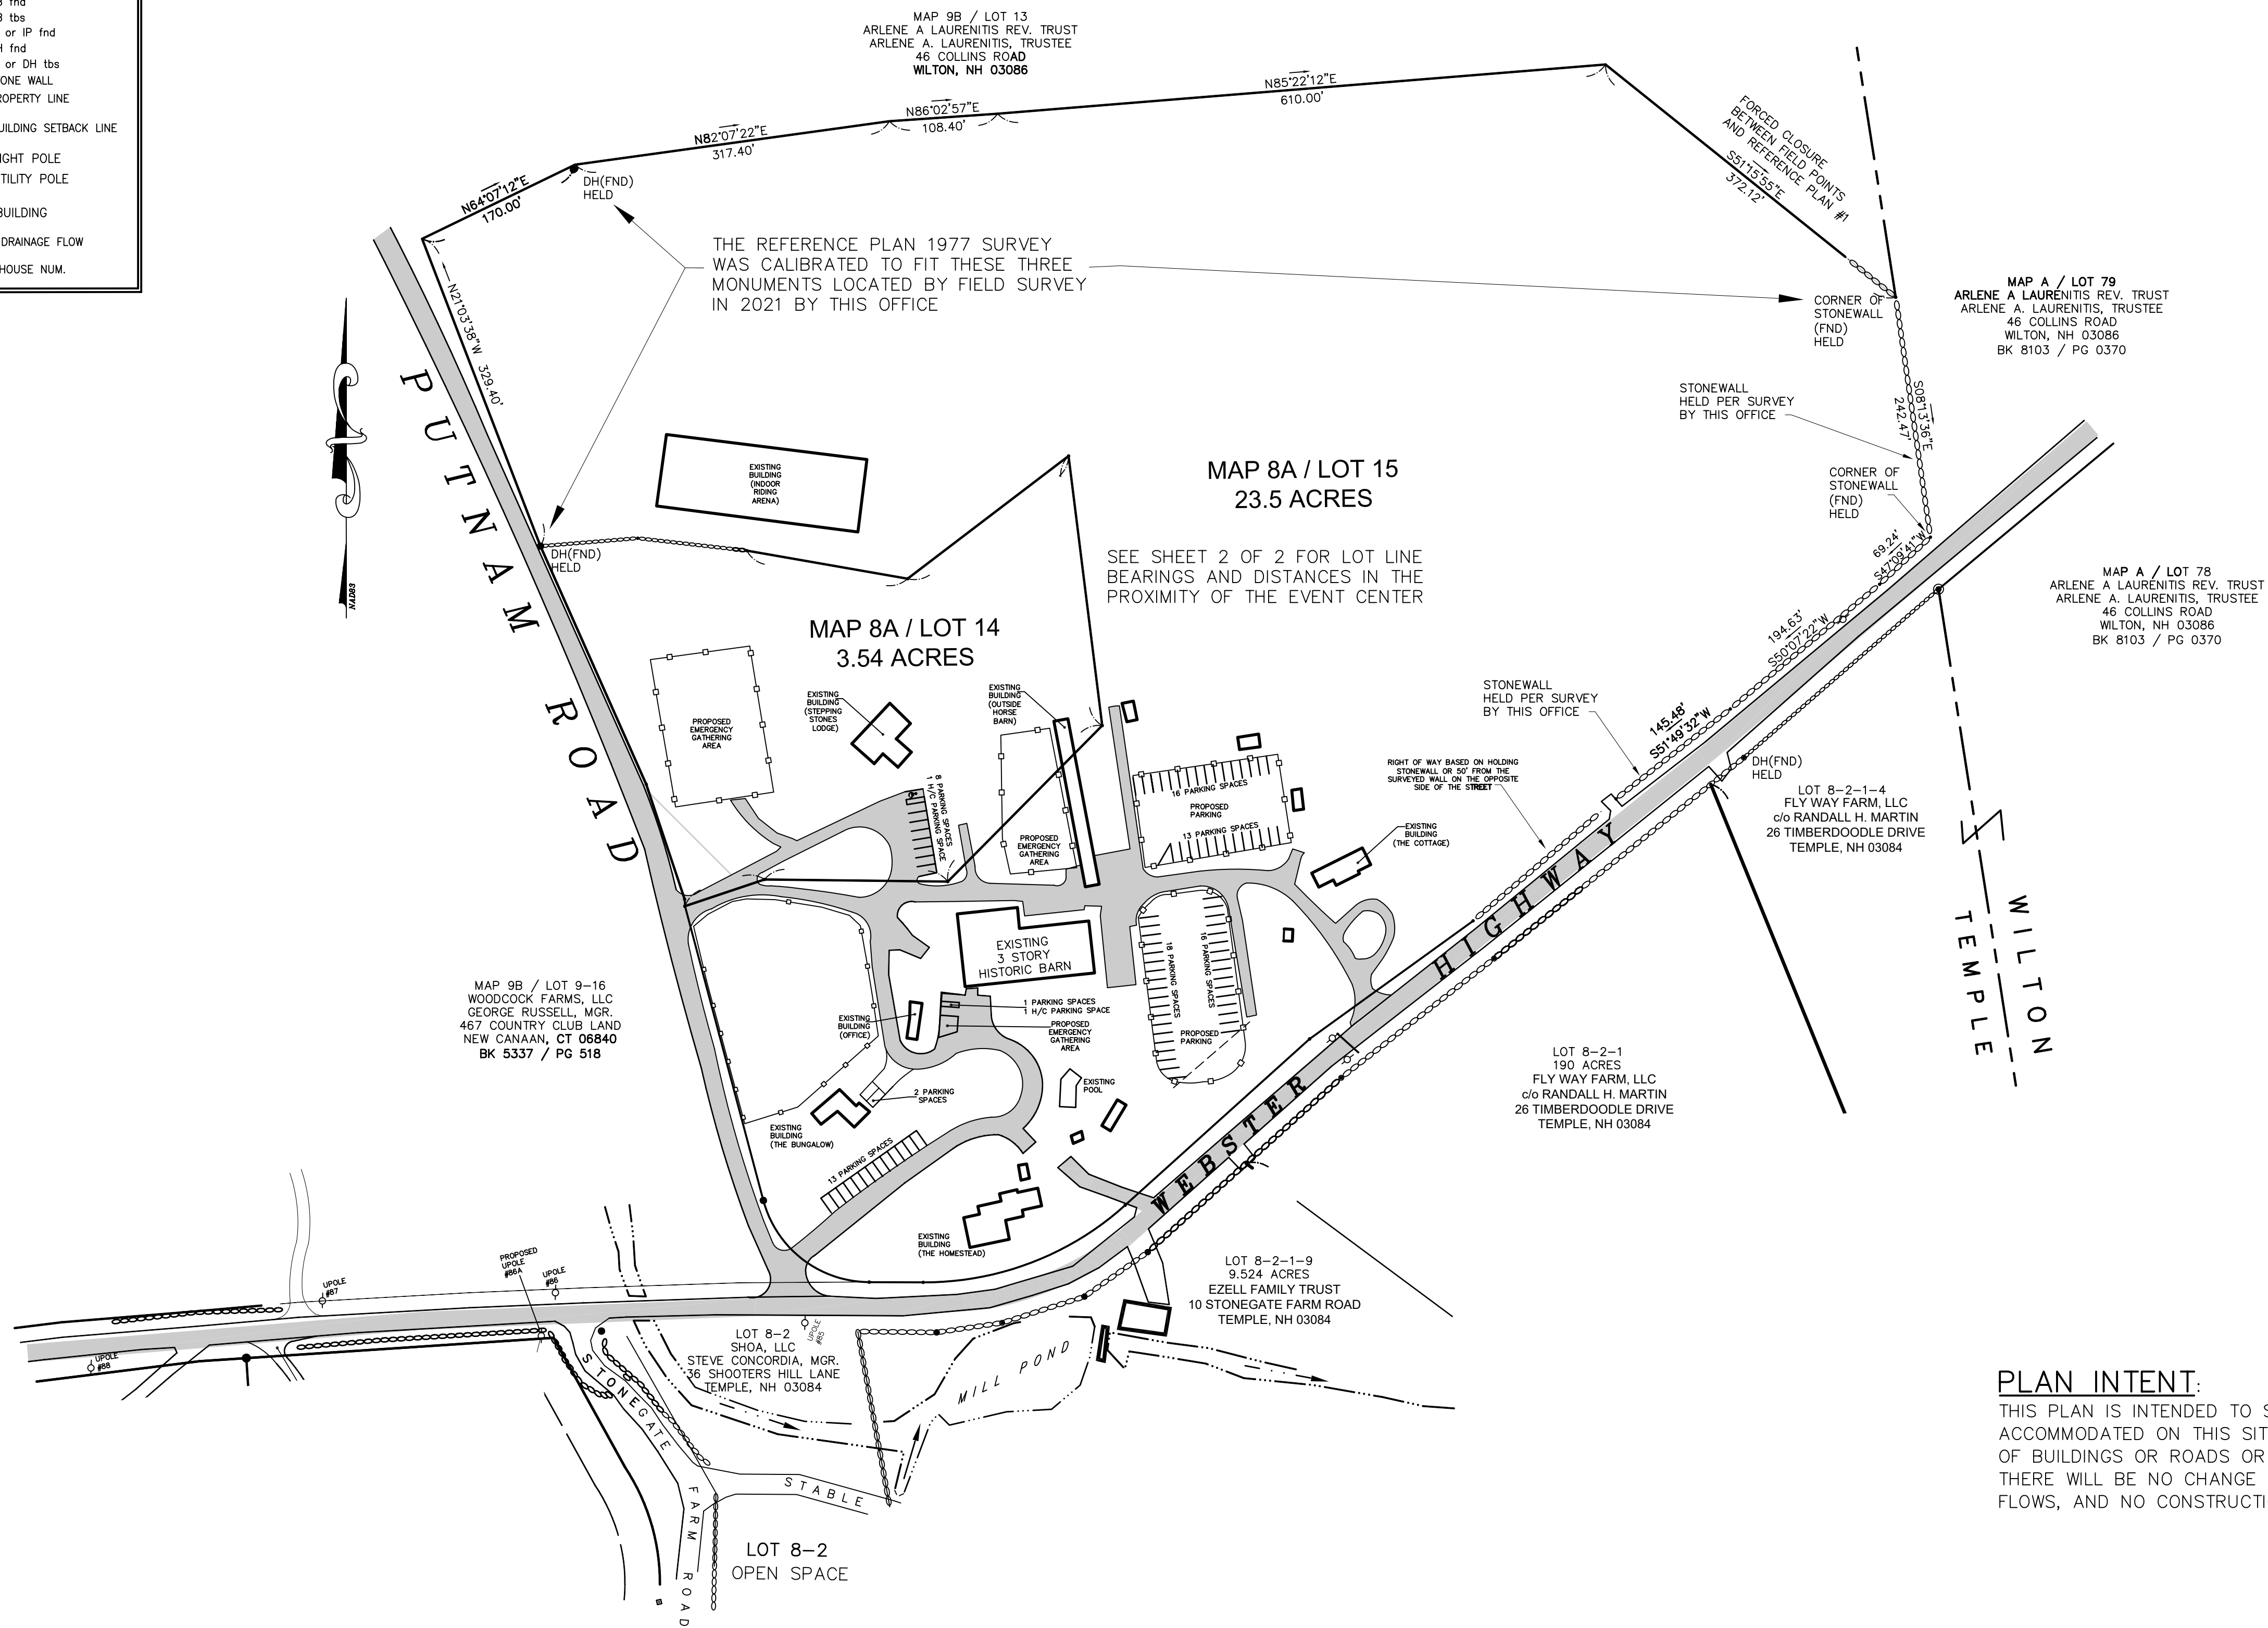 fnd
tbs
or IP fnd
fnd
or DH tbs
ONE WALL
ROPERTY LINE
UILDING SETBACK LINE
IGHT POLE
TILITY POLE
BUILDING
DRAINAGE FLOW
HOUSE NUM.
MAP 9B / LOT 13
ARLENE A LAURENITIS REV. TRUST
ARLENE A. LAURENITIS, TRUSTEE
46 COLLINS ROAD
WILTON, NH 03086
N64°07'12"E
170.00'
N82°07'22"E
317.40'
N86°02'57"E
108.40'
N85°22'12"E
610.00'
FORCED CLOSURE
BETWEEN FIELD POINTS
AND REFERENCE PLAN #1
S51°15'55"E
372.12'
DH(FND)
HELD
N21°03'38"W 329.40'
THE REFERENCE PLAN 1977 SURVEY
WAS CALIBRATED TO FIT THESE THREE
MONUMENTS LOCATED BY FIELD SURVEY
IN 2021 BY THIS OFFICE
CORNER OF
STONEWALL
(FND)
HELD
MAP A / LOT 79
ARLENE A LAURENITIS REV. TRUST
ARLENE A. LAURENITIS, TRUSTEE
46 COLLINS ROAD
WILTON, NH 03086
BK 8103 / PG 0370
STONEWALL
HELD PER SURVEY
BY THIS OFFICE
S08°13'36"E
242.47'
CORNER OF
STONEWALL
(FND)
HELD
NAD83
PUTNAM ROAD
EXISTING
BUILDING
(INDOOR
RIDING
ARENA)
MAP 8A / LOT 15
23.5 ACRES
DH(FND)
HELD
SEE SHEET 2 OF 2 FOR LOT LINE
BEARINGS AND DISTANCES IN THE
PROXIMITY OF THE EVENT CENTER
69.24'
S47°09'41"W
MAP A / LOT 78
ARLENE A LAURENITIS REV. TRUST
ARLENE A. LAURENITIS, TRUSTEE
46 COLLINS ROAD
WILTON, NH 03086
BK 8103 / PG 0370
MAP 8A / LOT 14
3.54 ACRES
194.63'
S50°07'22"W
STONEWALL
HELD PER SURVEY
BY THIS OFFICE
145.48'
S51°49'32"W
PROPOSED
EMERGENCY
GATHERING
AREA
EXISTING
BUILDING
(STEPPING
STONES
LODGE)
EXISTING
BUILDING
(OUTSIDE
HORSE
BARN)
8 PARKING SPACES
1 H/C PARKING SPACE
PROPOSED
EMERGENCY
GATHERING
AREA
16 PARKING SPACES
PROPOSED
PARKING
13 PARKING SPACES
RIGHT OF WAY BASED ON HOLDING
STONEWALL OR 50' FROM THE
SURVEYED WALL ON THE OPPOSITE
SIDE OF THE STREET
DH(FND)
HELD
EXISTING
BUILDING
(THE COTTAGE)
LOT 8-2-1-4
FLY WAY FARM, LLC
c/o RANDALL H. MARTIN
26 TIMBERDOODLE DRIVE
TEMPLE, NH 03084
WILTON
TEMPLE
WEBSTER HIGHWAY
EXISTING
3 STORY
HISTORIC BARN
18 PARKING SPACES
16 PARKING SPACES
PROPOSED
PARKING
MAP 9B / LOT 9-16
WOODCOCK FARMS, LLC
GEORGE RUSSELL, MGR.
467 COUNTRY CLUB LAND
NEW CANAAN, CT 06840
BK 5337 / PG 518
EXISTING
BUILDING
(OFFICE)
1 PARKING SPACES
1 H/C PARKING SPACE
PROPOSED
EMERGENCY
GATHERING
AREA
EXISTING
POOL
2 PARKING
SPACES
EXISTING
BUILDING
(THE BUNGALOW)
13 PARKING SPACES
LOT 8-2-1
190 ACRES
FLY WAY FARM, LLC
c/o RANDALL H. MARTIN
26 TIMBERDOODLE DRIVE
TEMPLE, NH 03084
EXISTING
BUILDING
(THE HOMESTEAD)
LOT 8-2-1-9
9.524 ACRES
EZELL FAMILY TRUST
10 STONEGATE FARM ROAD
TEMPLE, NH 03084
UPOLE
#87
PROPOSED
UPOLE
#86A
UPOLE
#86
UPOLE
#85
UPOLE
#88
LOT 8-2
SHOA, LLC
STEVE CONCORDIA, MGR.
36 SHOOTERS HILL LANE
TEMPLE, NH 03084
MILL POND
STONEGATE FARM ROAD
STABLE
LOT 8-2
OPEN SPACE
PLAN INTENT:
THIS PLAN IS INTENDED TO S
ACCOMMODATED ON THIS SIT
OF BUILDINGS OR ROADS OR
THERE WILL BE NO CHANGE
FLOWS, AND NO CONSTRUCTI